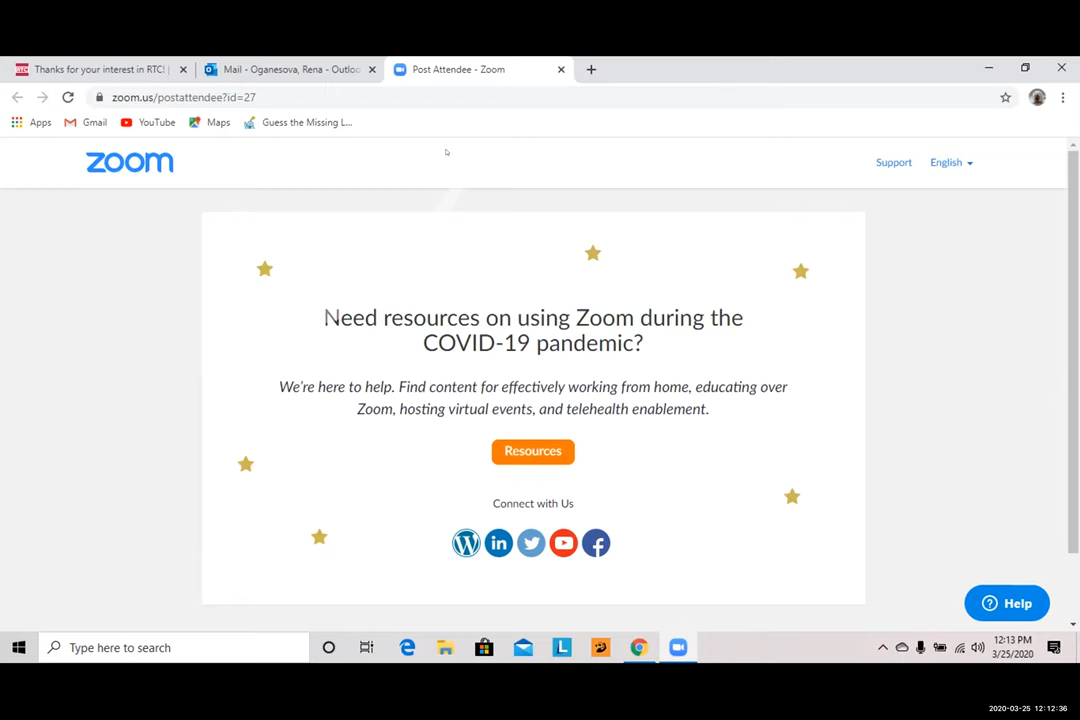 RTC Thanks for your interest in RTC! |
Mail - Oganesova, Rena - Outlo
Post Attendee - Zoom
zoom.us/postattendee?id=27
Apps Gmail YouTube Maps Guess the Missing L...
zoom Support English
Need resources on using Zoom during the
COVID-19 pandemic?
We're here to help. Find content for effectively working from home, educating over
Zoom, hosting virtual events, and telehealth enablement.
Resources
Connect with Us
Help
Type here to search
12:13 PM
3/25/2020
2020-03-25 12:12:36